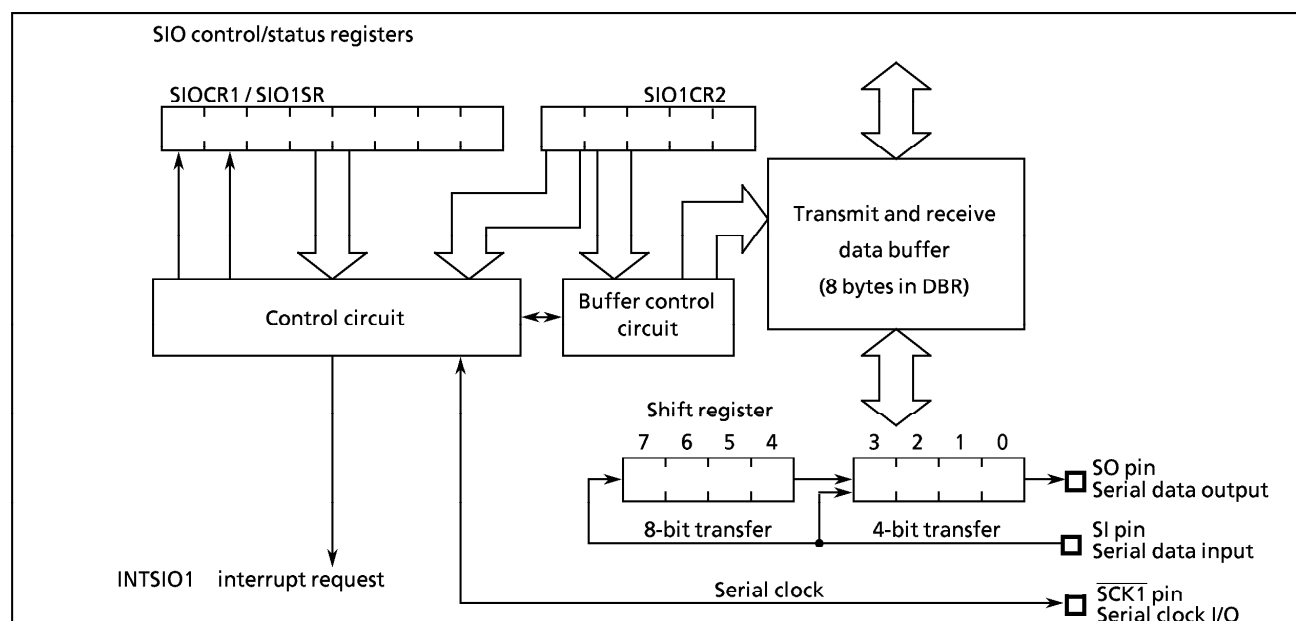 SIO control/status registers
SIOCR1 / SIO1SR
SIO1CR2
Transmit and receive
data buffer
(8 bytes in DBR)
Control circuit
Buffer control
circuit
Shift register
7 6 5 4
3 2 1 0
SO pin
Serial data output
8-bit transfer
4-bit transfer
SI pin
Serial data input
INTSIO1 interrupt request
Serial clock
SCK1 pin
Serial clock I/O